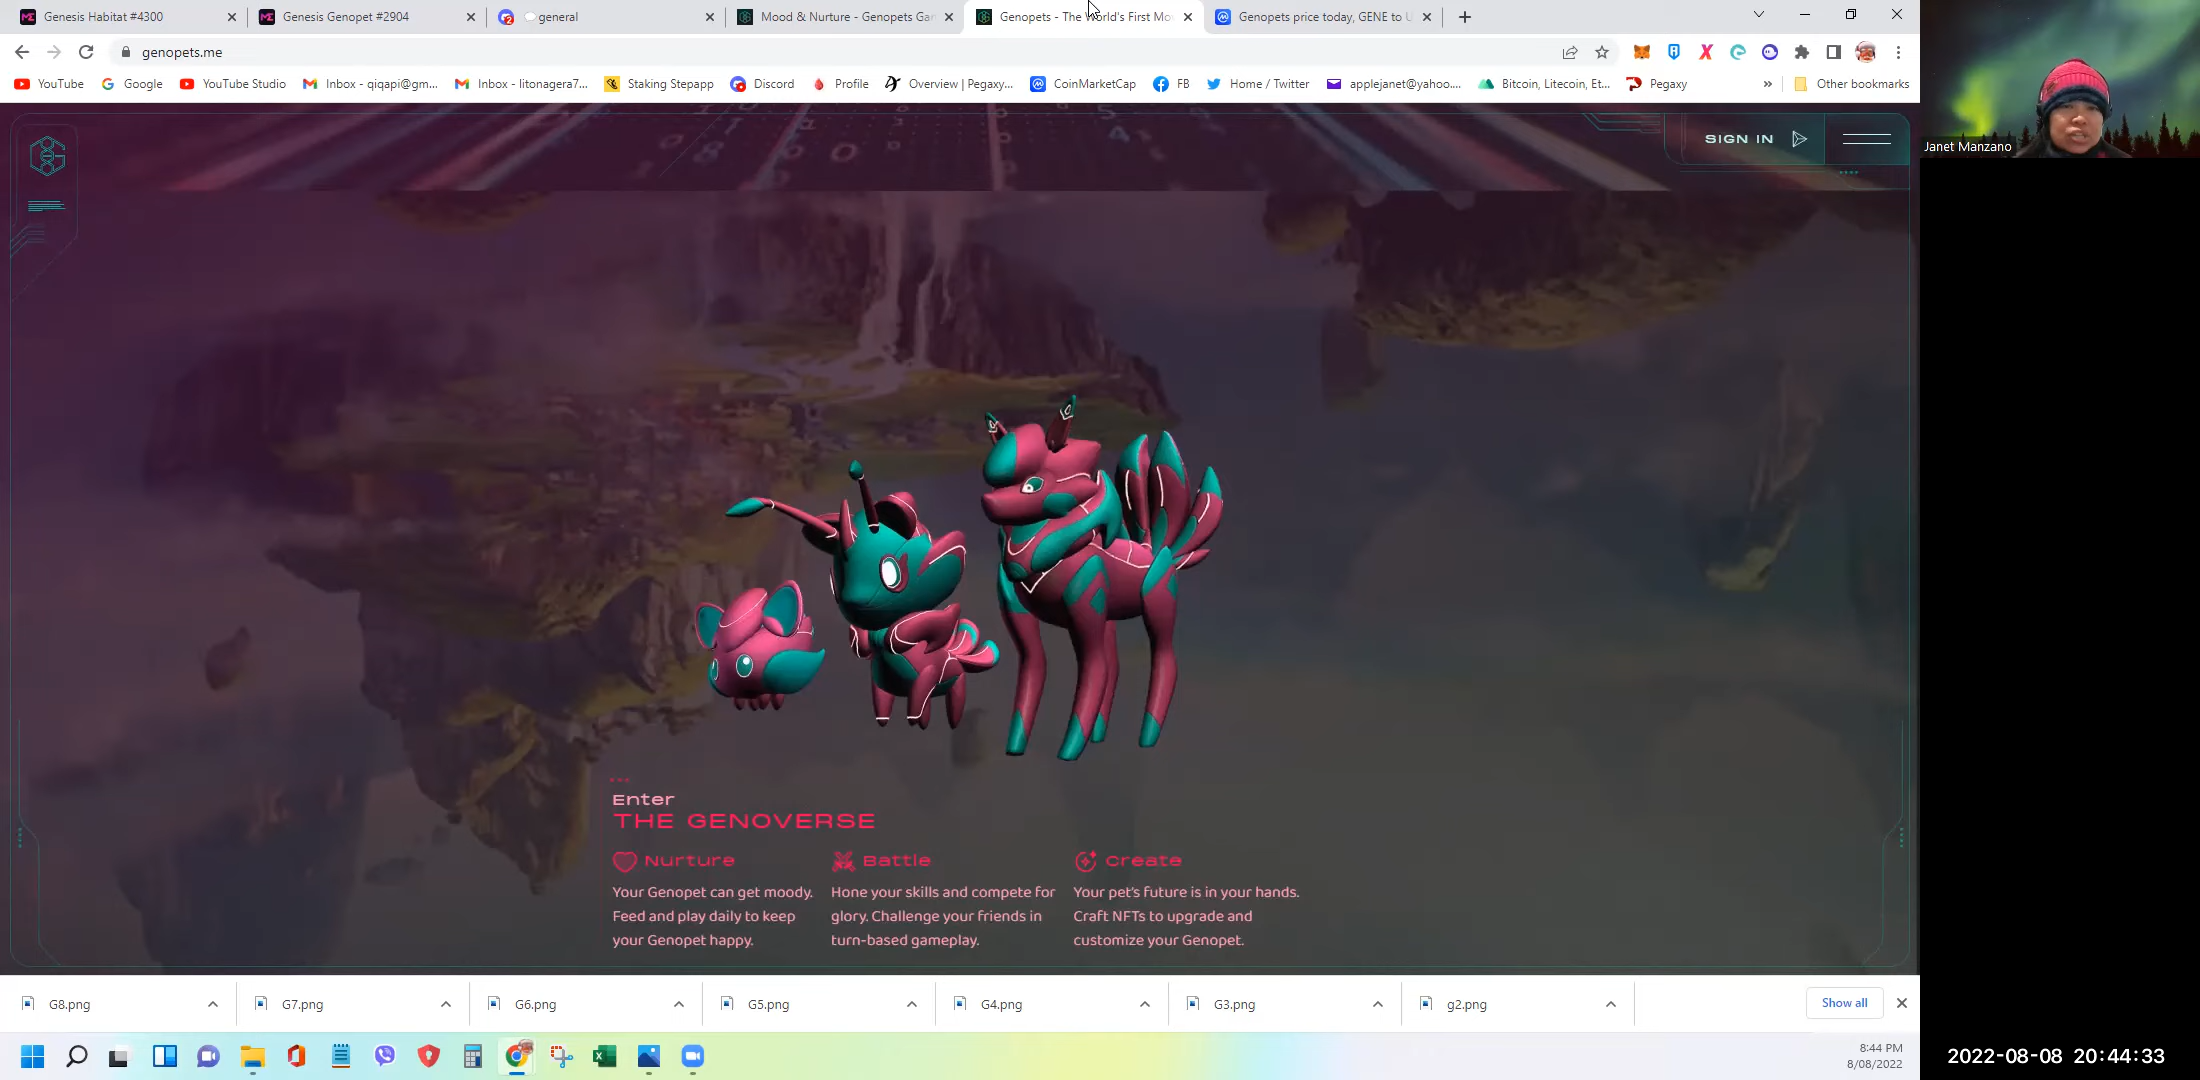 Genesis Habitat #4300
Genesis Genopet #2904
general
Mood & Nurture - Genopets Gam
Genopets - The World's First Mov
Genopets price today, GENE to U
genopets.me
YouTube
Google
YouTube Studio
Inbox - qiqapi@gm...
Inbox - litonagera7...
Staking Stepapp
Discord
Profile
Overview | Pegaxy...
CoinMarketCap
FB
Home / Twitter
applejanet@yahoo....
Bitcoin, Litecoin, Et...
Pegaxy
»
Other bookmarks
SIGN IN
Janet Manzano
Enter
THE GENOVERSE
Nurture
Your Genopet can get moody.
Feed and play daily to keep
your Genopet happy.
Battle
Hone your skills and compete for
glory. Challenge your friends in
turn-based gameplay.
Create
Your pet's future is in your hands.
Craft NFTs to upgrade and
customize your Genopet.
G8.png
G7.png
G6.png
G5.png
G4.png
G3.png
g2.png
Show all
8:44 PM
8/08/2022
2022-08-08 20:44:33